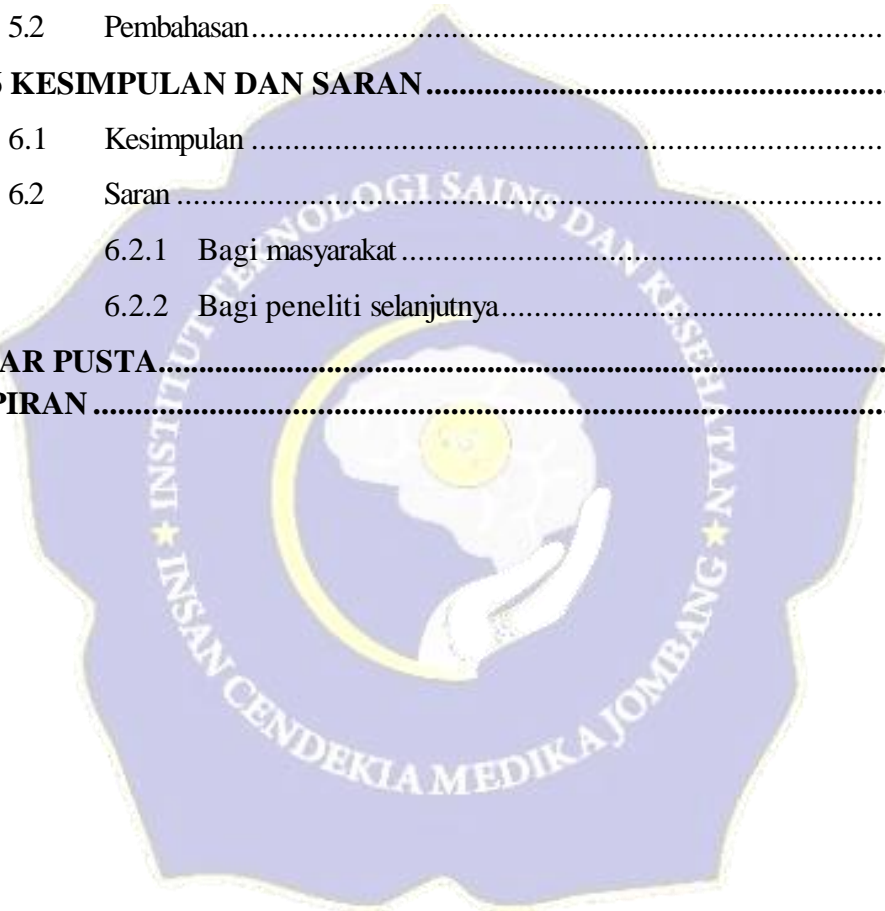 5.2 Pembahasan..............................................................................
6 KESIMPULAN DAN SARAN.......................................................
6.1 Kesimpulan..............................................................................
6.2 Saran.......................................................................................
6.2.1 Bagi masyarakat..........................................................
6.2.2 Bagi peneliti selanjutnya..............................................
AR PUSTA.......................................................................................
PIRAN...............................................................................................
INSTITUT TEKNOLOGI SAINS DAN KESEHATAN
INSAN CENDEKIA MEDIKA JOMBANG